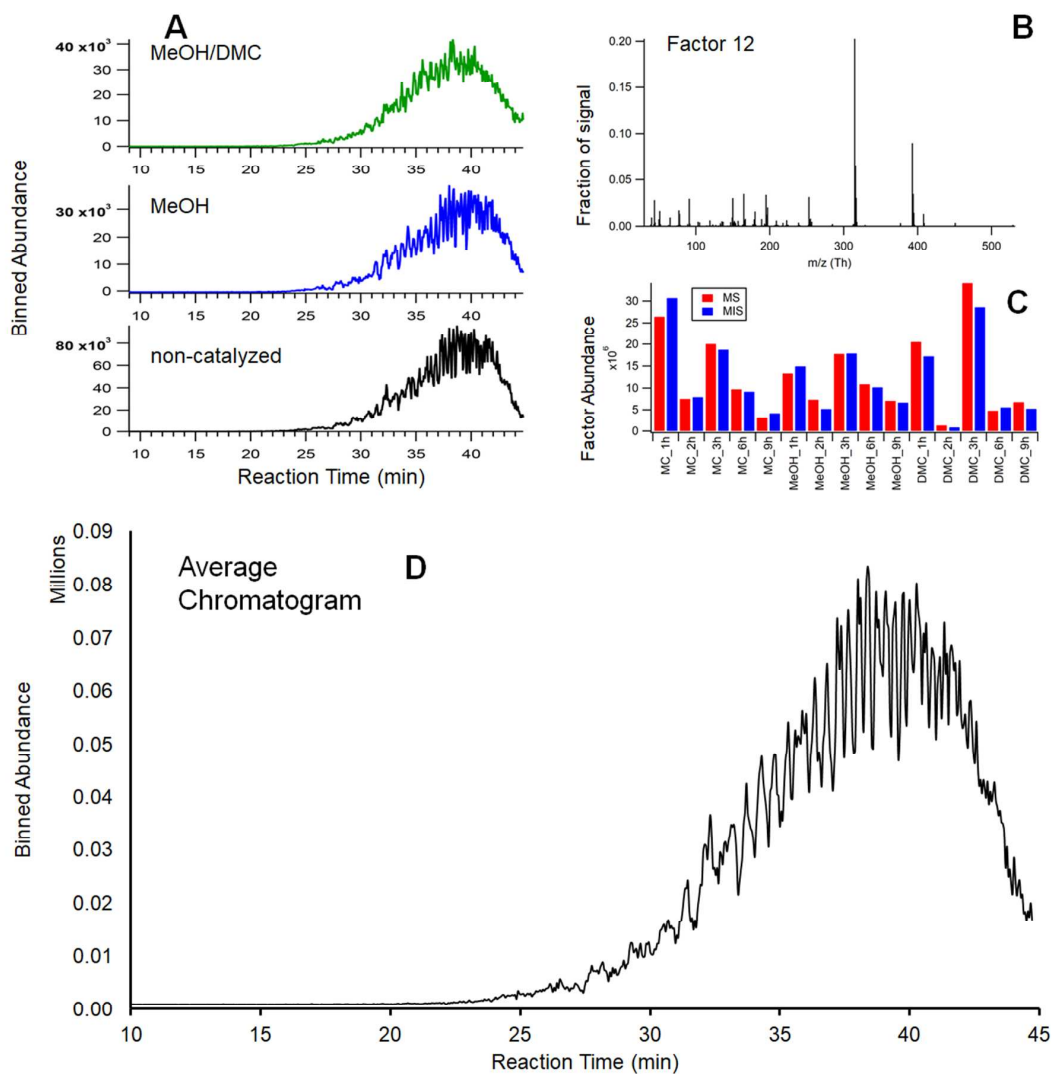 A
MeOH/DMC
40 x10³
30
20
10
0
10 15 20 25 30 35 40
MeOH
30 x10³
20
10
0
10 15 20 25 30 35 40
non-catalyzed
80 x10³
60
40
20
0
10 15 20 25 30 35 40
Reaction Time (min)
Binned Abundance
B
Factor 12
0.20
0.15
0.10
0.05
0.00
100 200 300 400 500
m/z (Th)
Fraction of signal
C
MS
MIS
30
25
20
15
10
5
0
Factor Abundance
x10⁶
MC_1h
MC_2h
MC_3h
MC_6h
MC_9h
MeOH_1h
MeOH_2h
MeOH_3h
MeOH_6h
MeOH_9h
DMC_1h
DMC_2h
DMC_3h
DMC_6h
DMC_9h
D
Average
Chromatogram
Millions
0.09
0.08
0.07
0.06
0.05
0.04
0.03
0.02
0.01
0.00
Binned Abundance
10 15 20 25 30 35 40 45
Reaction Time (min)